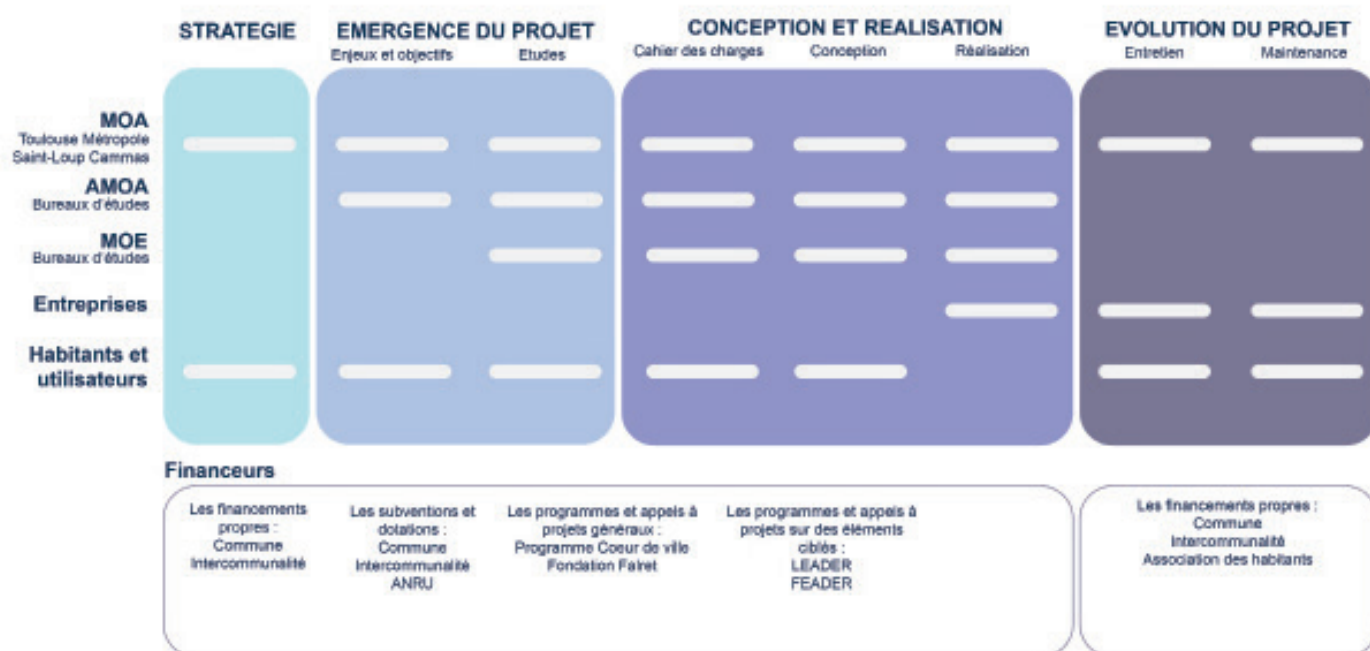 STRATEGIE
EMERGENCE DU PROJET
Enjeux et objectifs
Etudes
CONCEPTION ET REALISATION
Cahier des charges
Conception
Réalisation
EVOLUTION DU PROJET
Entretien
Maintenance
MOA
Toulouse Métropole
Saint-Loup Cammas
AMOA
Bureaux d'études
MOE
Bureaux d'études
Entreprises
Habitants et
utilisateurs
Financeurs
Les financements
propres :
Commune
Intercommunalité
Les subventions et
dotations :
Commune
Intercommunalité
ANRU
Les programmes et appels à
projets généraux :
Programme Coeur de ville
Fondation Falret
Les programmes et appels à
projets sur des éléments
ciblés :
LEADER
FEADER
Les financements propres :
Commune
Intercommunalité
Association des habitants